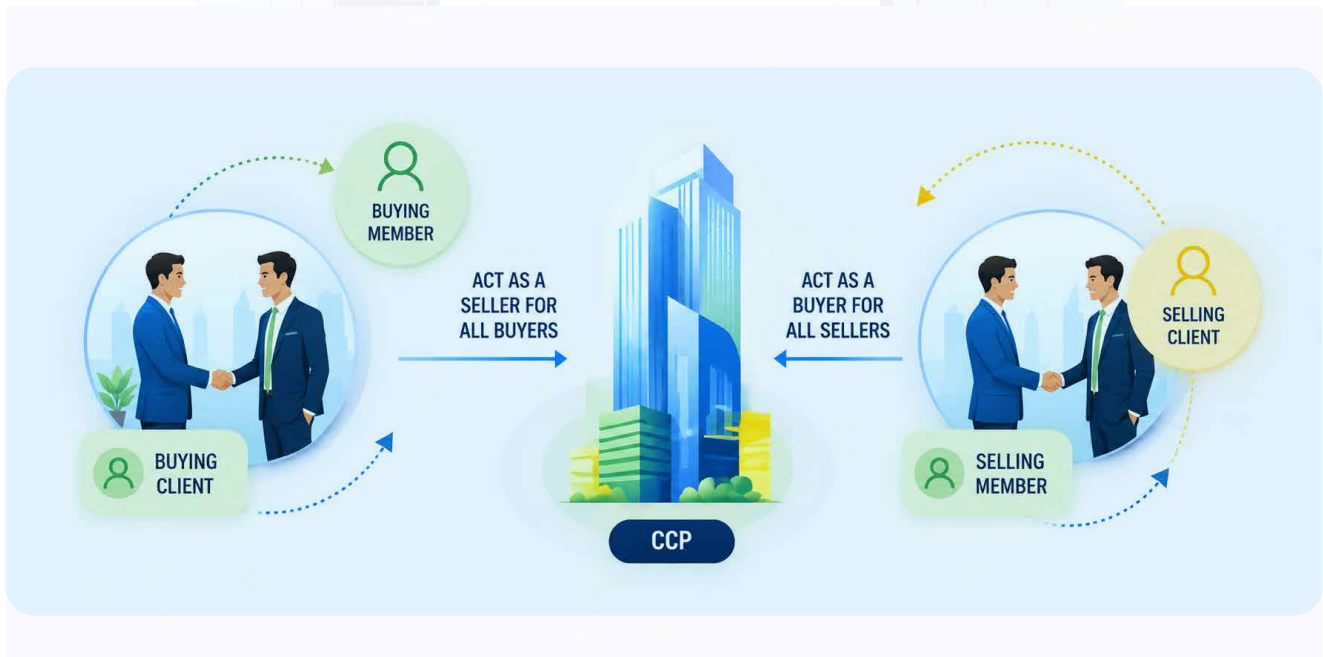 BUYING
MEMBER
BUYING
CLIENT
ACT AS A
SELLER FOR
ALL BUYERS
CCP
ACT AS A
BUYER FOR
ALL SELLERS
SELLING
CLIENT
SELLING
MEMBER